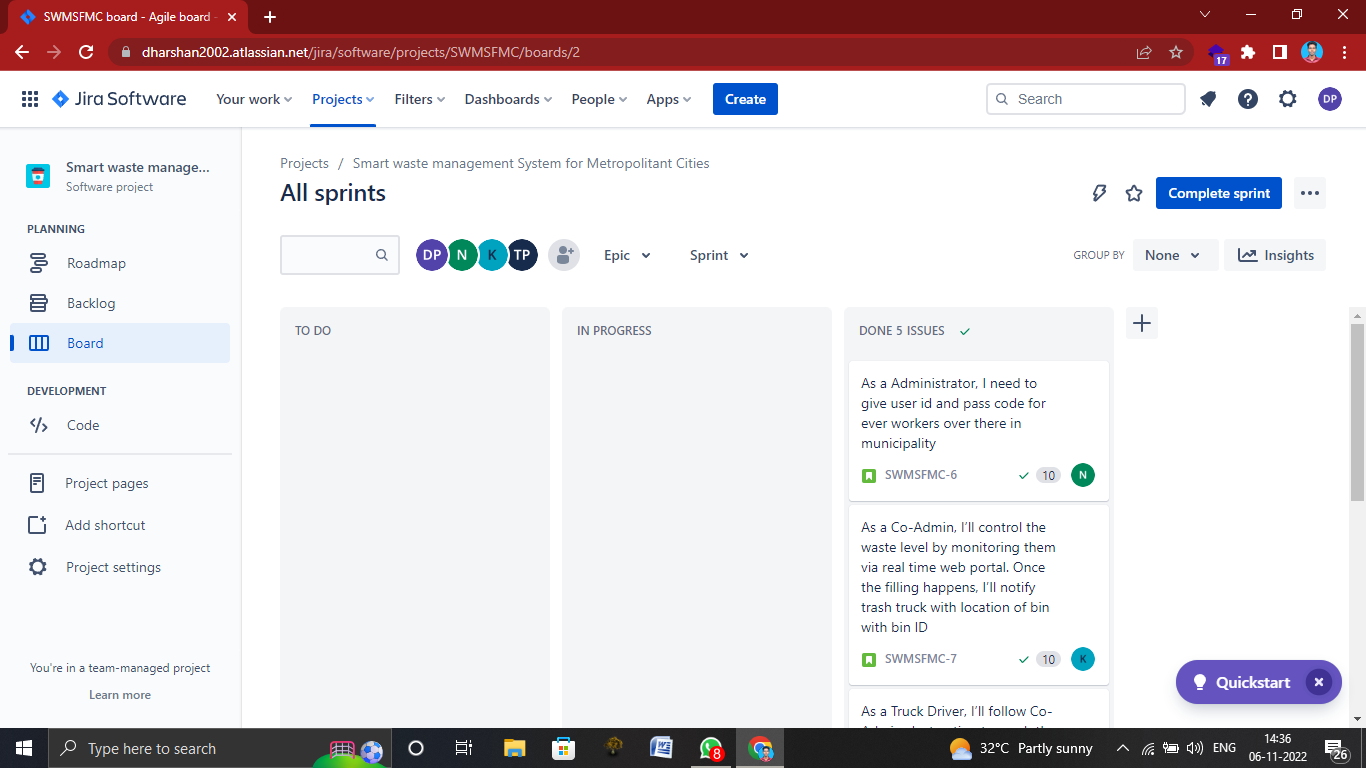 SWMSFMC board - Agile board -
dharshan2002.atlassian.net/jira/software/projects/SWMSFMC/boards/2
17
Jira Software
Your work
Projects
Filters
Dashboards
People
Apps
Create
Search
DP
Smart waste manage...
Software project
PLANNING
Roadmap
Backlog
Board
DEVELOPMENT
Code
Project pages
Add shortcut
Project settings
You're in a team-managed project
Learn more
Projects / Smart waste management System for Metropolitant Cities
All sprints
Complete sprint
DP N K TP
Epic
Sprint
GROUP BY
None
Insights
TO DO
IN PROGRESS
DONE 5 ISSUES
As a Administrator, I need to
give user id and pass code for
ever workers over there in
municipality
SWMSFMC-6
10
N
As a Co-Admin, I’ll control the
waste level by monitoring them
via real time web portal. Once
the filling happens, I’ll notify
trash truck with location of bin
with bin ID
SWMSFMC-7
10
K
As a Truck Driver, I’ll follow Co-
Quickstart
Type here to search
8
32°C Partly sunny
ENG
14:36
06-11-2022
26